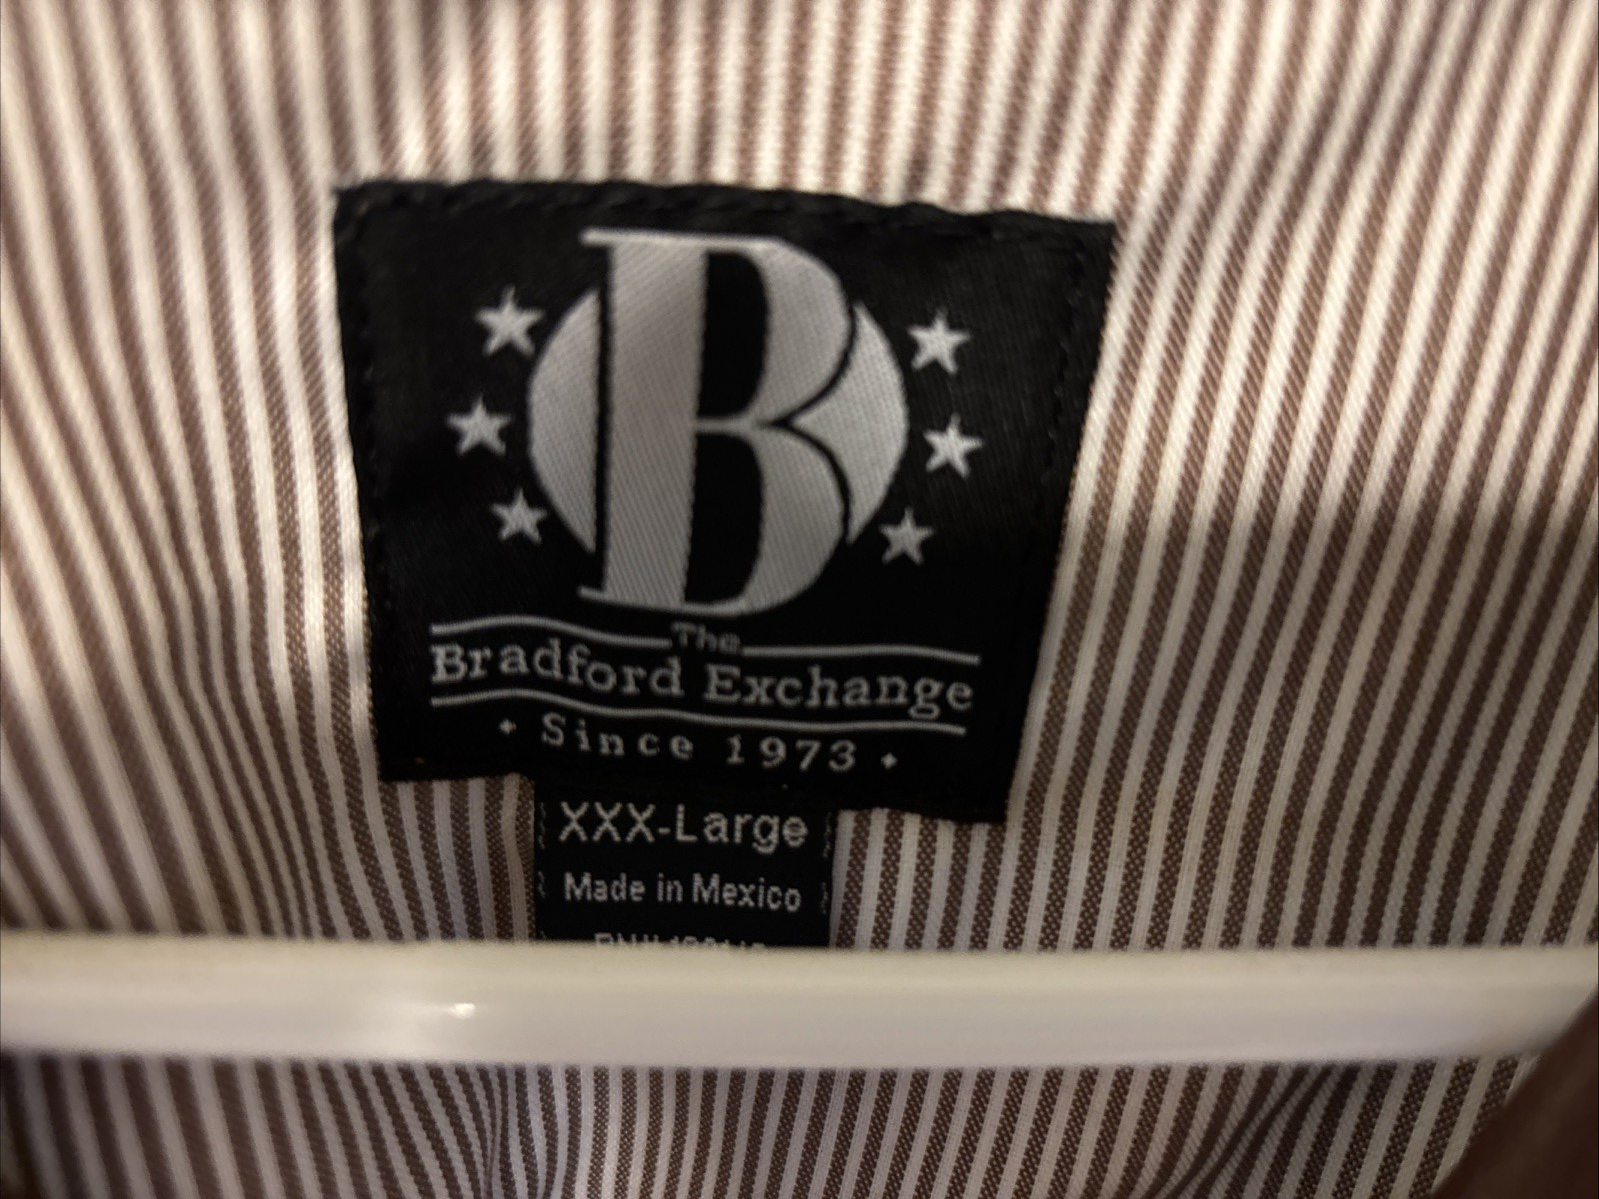 B
The
Bradford Exchange
Since 1973
XXX-Large
Made in Mexico